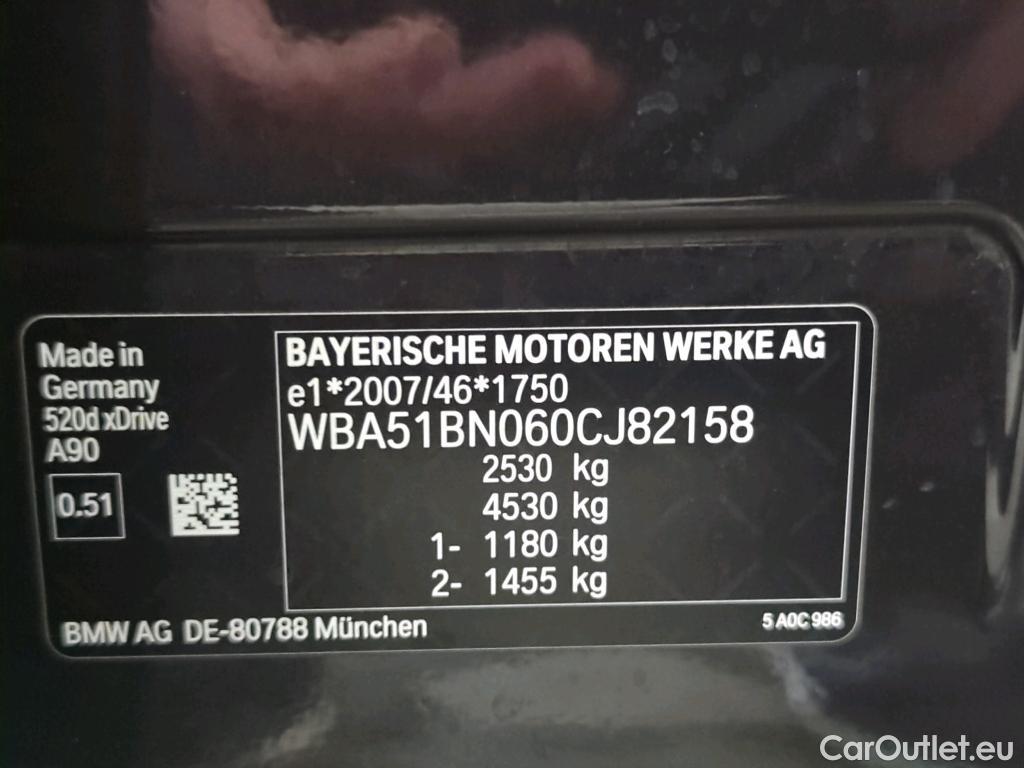 Made in
Germany
520d xDrive
A90
0.51
BAYERISCHE MOTOREN WERKE AG
e1*2007/46*1750
WBA51BN060CJ82158
2530 kg
4530 kg
1- 1180 kg
2- 1455 kg
BMW AG DE-80788 München
5 A0C 986
CarOutlet.eu